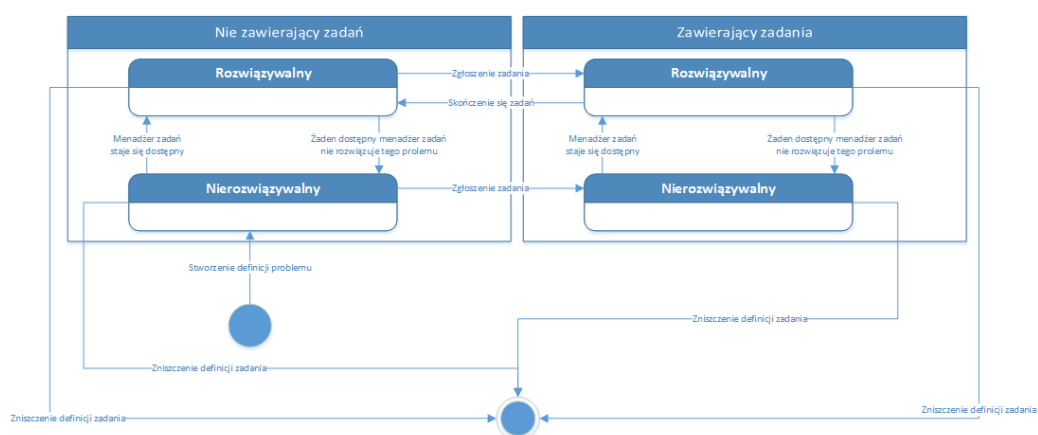 Nie zawierający zadań
Zawierający zadania
Rozwiązywalny
Zgłoszenie zadania
Rozwiązywalny
Skończenie się zadań
Menadżer zadań
staje się dostępny
Żaden dostępny menadżer zadań
nie rozwiązuje tego prolemu
Menadżer zadań
staje się dostępny
Żaden dostępny menadżer zadań
nie rozwiązuje tego prolemu
Nierozwiązywalny
Zgłoszenie zadania
Nierozwiązywalny
Stworzenie definicji problemu
Zniszczenie definicji zadania
Zniszczenie definicji zadania
Zniszczenie definicji zadania
Zniszczenie definicji zadania